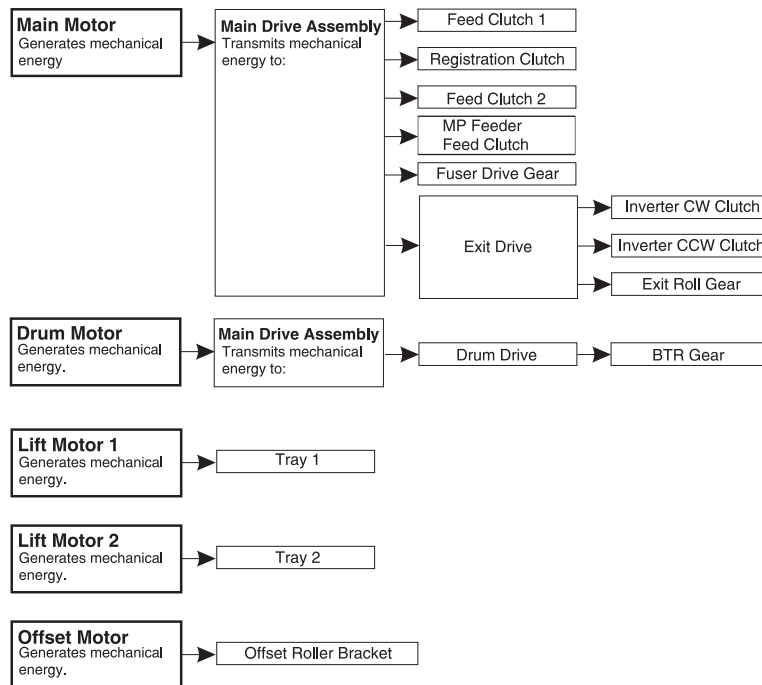 Main Motor
Generates mechanical
energy
Main Drive Assembly
Transmits mechanical
energy to:
Feed Clutch 1
Registration Clutch
Feed Clutch 2
MP Feeder
Feed Clutch
Fuser Drive Gear
Exit Drive
Inverter CW Clutch
Inverter CCW Clutch
Exit Roll Gear
Drum Motor
Generates mechanical
energy.
Main Drive Assembly
Transmits mechanical
energy to:
Drum Drive
BTR Gear
Lift Motor 1
Generates mechanical
energy.
Tray 1
Lift Motor 2
Generates mechanical
energy.
Tray 2
Offset Motor
Generates mechanical
energy.
Offset Roller Bracket